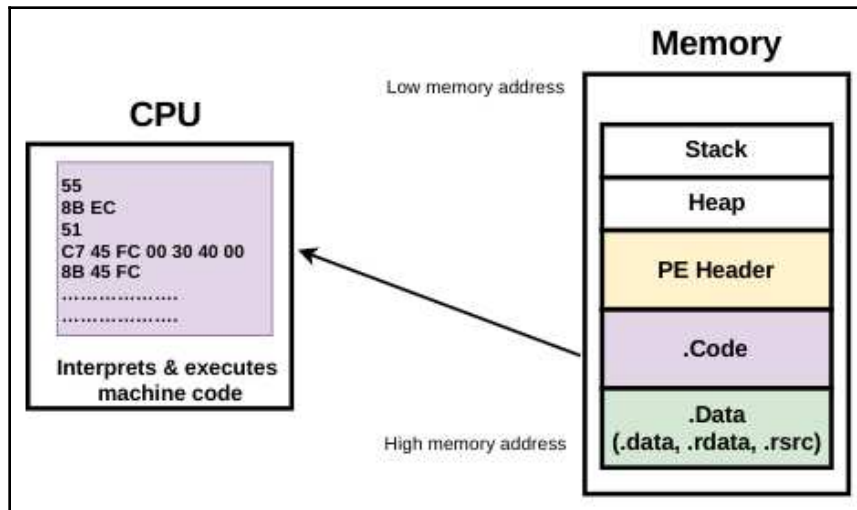 Memory
Low memory address
CPU
Stack
55
8B EC
51
C7 45 FC 00 30 40 00
8B 45 FC
...................
...................
Interprets & executes
machine code
Heap
PE Header
.Code
.Data
(.data, .rdata, .rsrc)
High memory address